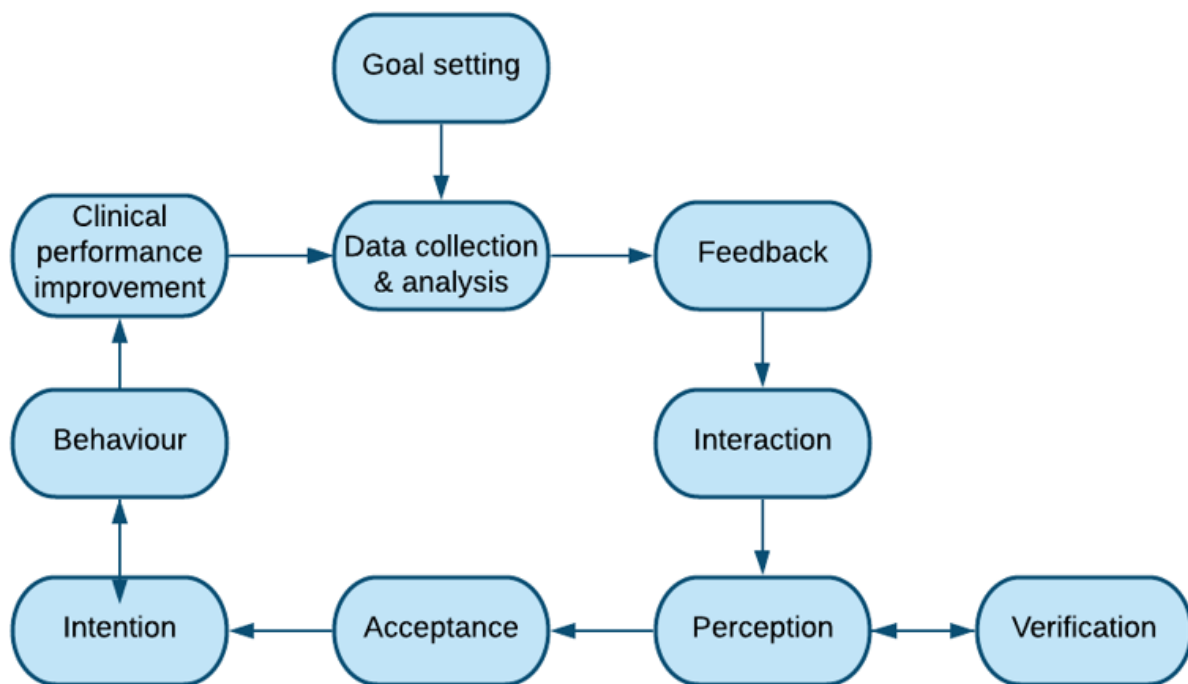 Goal setting
Clinical
performance
improvement
Data collection
& analysis
Feedback
Behaviour
Interaction
Intention
Acceptance
Perception
Verification